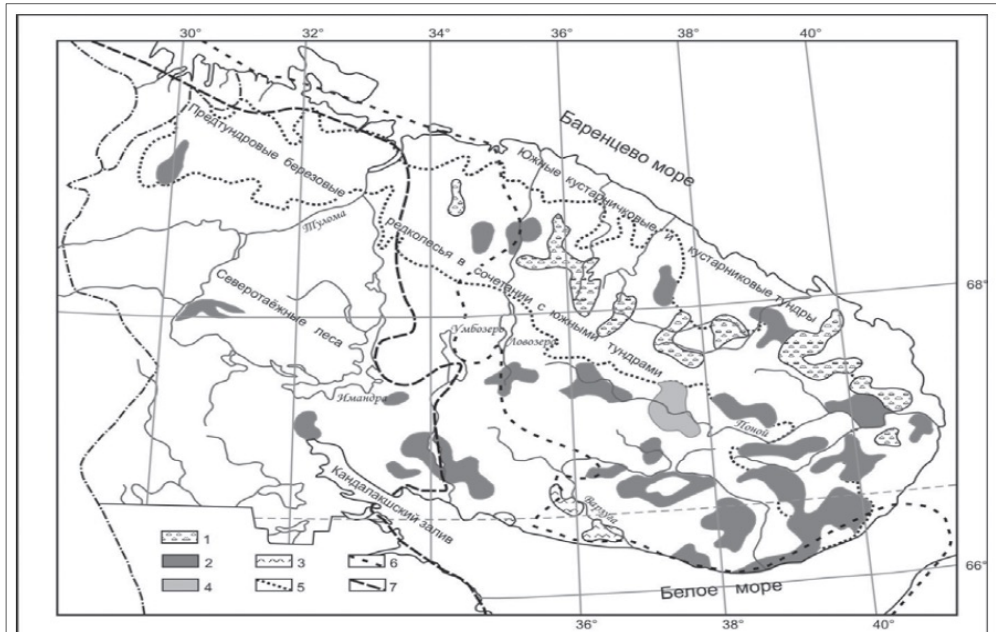 30° 32° 34° 36° 38° 40°
Баренцево море
Предтундровые березовые
Южные кустарничковые и кустарниковые тундры
Тулома
редколесья в сочетании с южными тундрами
68°
Северотаёжные леса
Умбозеро
Ловозеро
Имандра
Поной
Кандалакшский залив
Варзуга
1
2 3 6
4 5 7
66°
Белое море
36° 38° 40°